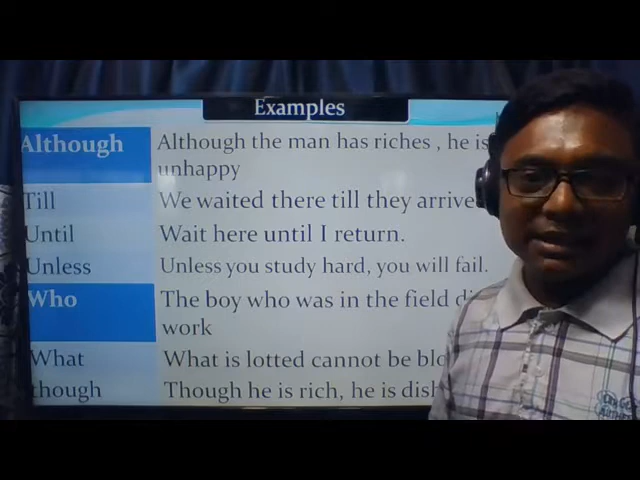 Examples
Although Although the man has riches , he is
unhappy
Till We waited there till they arrive
Until Wait here until I return.
Unless Unless you study hard, you will fail.
Who The boy who was in the field
work
What What is lotted cannot be
though Though he is rich, he is